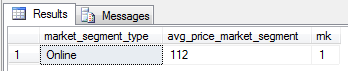 Results Messages
market_segment_type avg_price_market_segment rnk
1 Online 112 1